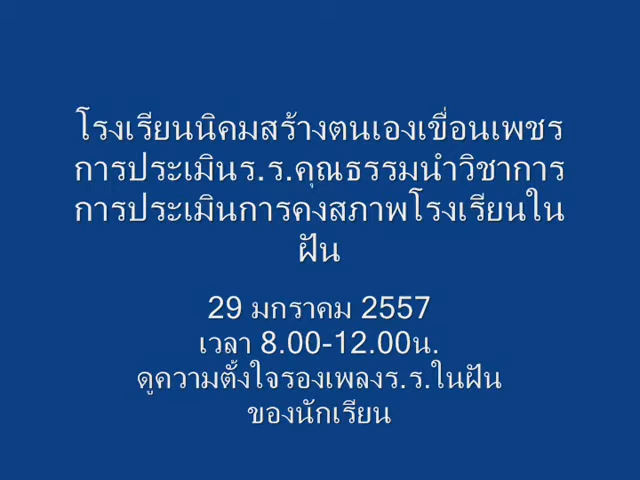 โรงเรียนนิคมสร้างตนเองเขื่อนเพชร
การประเมินร.ร.คุณธรรมนำวิชาการ
การประเมินการคงสภาพโรงเรียนใน
ฝัน
29 มกราคม 2557
เวลา 8.00-12.00น.
ดูความตั้งใจรองเพลงร.ร.ในฝัน
ของนักเรียน